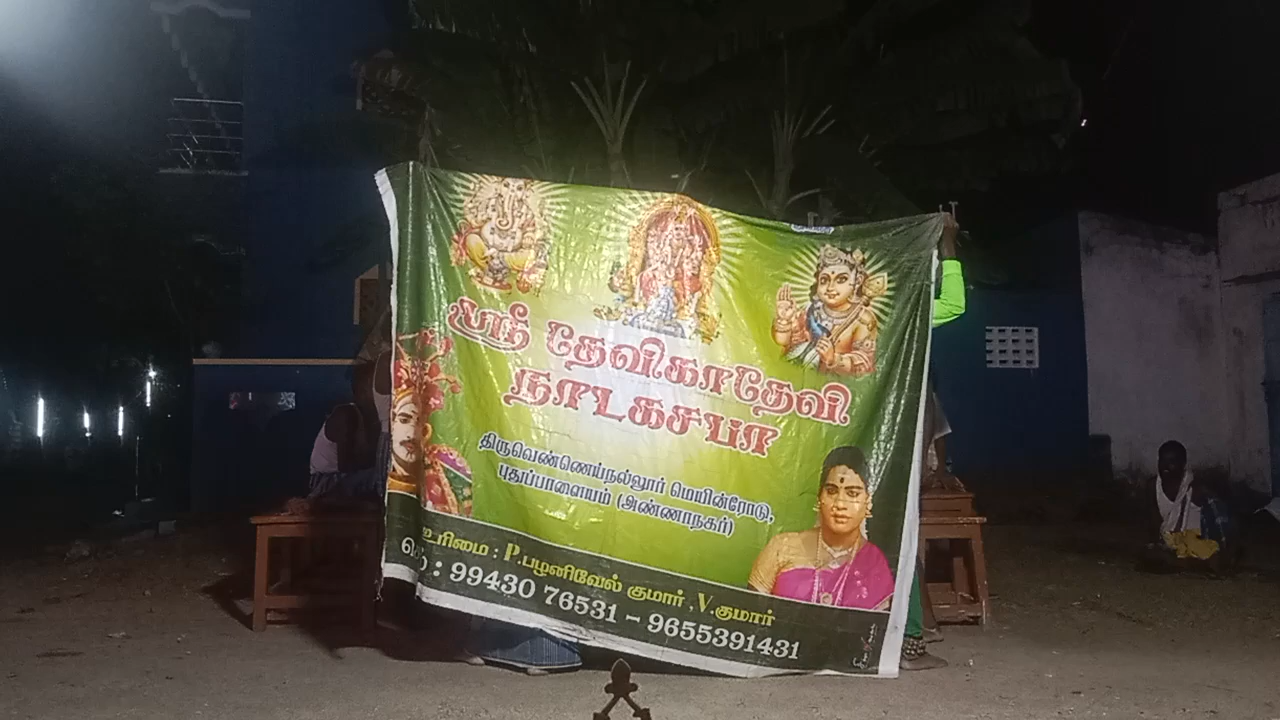 ஸ்ரீ தேவிகாதேவி
நாடகசபா
திருவெண்ணெய்நல்லூர் மெயின்ரோடு,
புதுப்பாளையம் (அண்ணாநகர்)
உரிமை : P.பழனிவேல் குமார் ,V.குமார்
: 99430 76531 – 9655391431